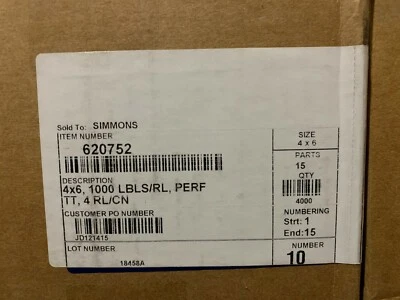 Sold To: SIMMONS
ITEM NUMBER
620752
DESCRIPTION
4x6, 1000 LBLS/RL, PERF
TT, 4 RL/CN
CUSTOMER PO NUMBER
JD121415
LOT NUMBER
18458A
SIZE
4 x 6
PARTS
15
QTY
4000
NUMBERING
Strt: 1
End: 15
NUMBER
10